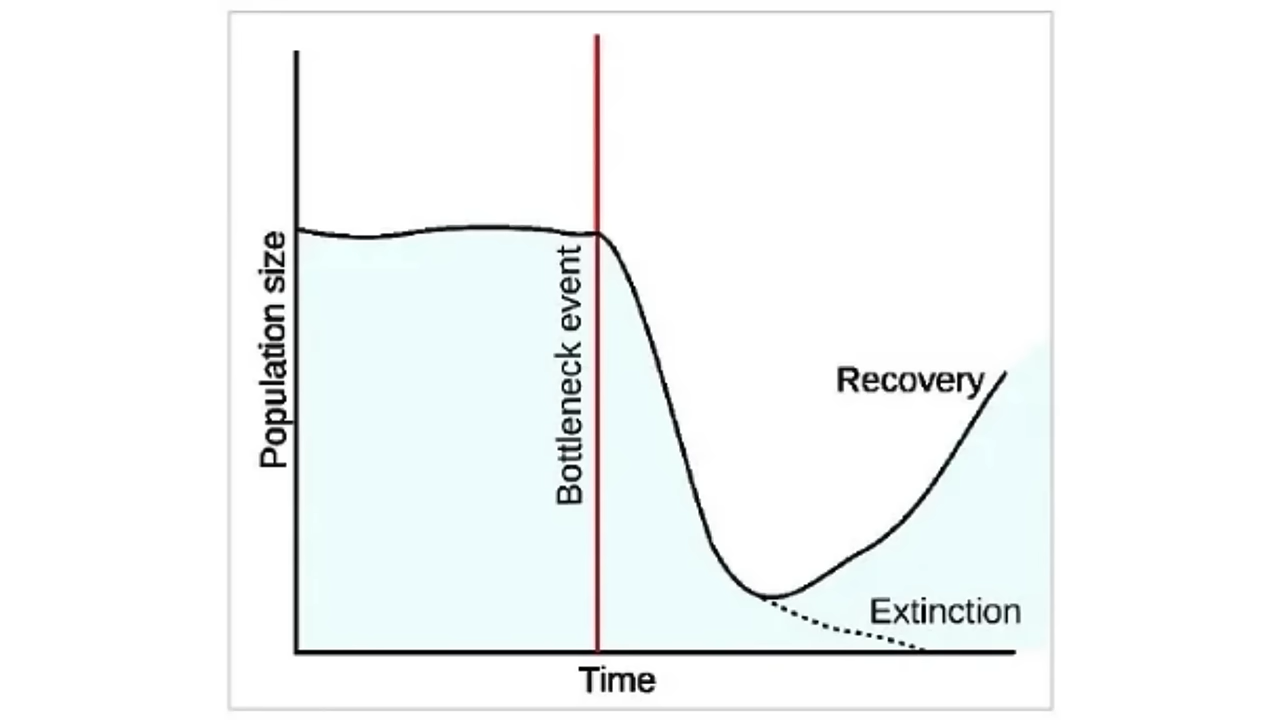 Population size
Bottleneck event
Recovery
Extinction
Time